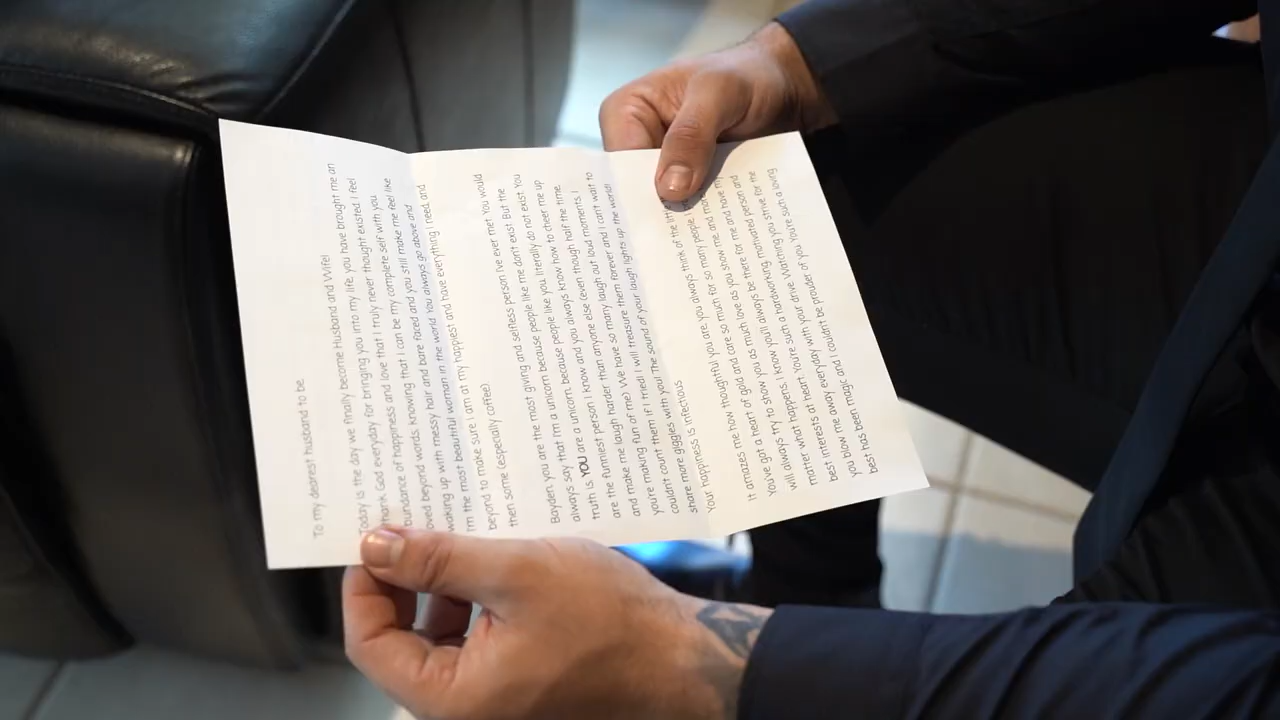 To my dearest husband to be.
Today is the day we finally become Husband and Wife!
thank God everyday for bringing you into my life, you have brought me an
bundance of happiness and love that I truly never thought existed. I feel
oved beyond words. Knowing that I can be my complete self with you,
waking up with messy hair and bare faced and you still make me feel like
I'm the most beautiful woman in the world. You always go above and
beyond to make sure I am at my happiest and have everything I need and
then some (especially coffee)
Bayden, you are the most giving and selfless person I've ever met. You would
always say that I'm a unicorn because people like me don't exist. But the
truth is, YOU are a unicorn, because people like you, literally do not exist. You
are the funniest person I know and you always know how to cheer me up
and make me laugh harder than anyone else (even though half the time
you're making fun of me). We have so many laugh out loud moments, I
couldn't count them if I tried! I will treasure them forever and I can't wait to
share more giggles with you! The sound of your laugh lights up the world!
Your happiness is infectious
It amazes me how thoughtful you are, you always think of the
You've got a heart of gold and care so much for so many people. I
will always try to show you as much love as you show me, and have my
matter what happens, I know you'll always be there for me and
best interests at heart. You're such a hardworking, motivated person and
you blow me away everyday with your drive. Watching you strive for the
best has been magic and I couldn't be prouder of you. You're such a loving